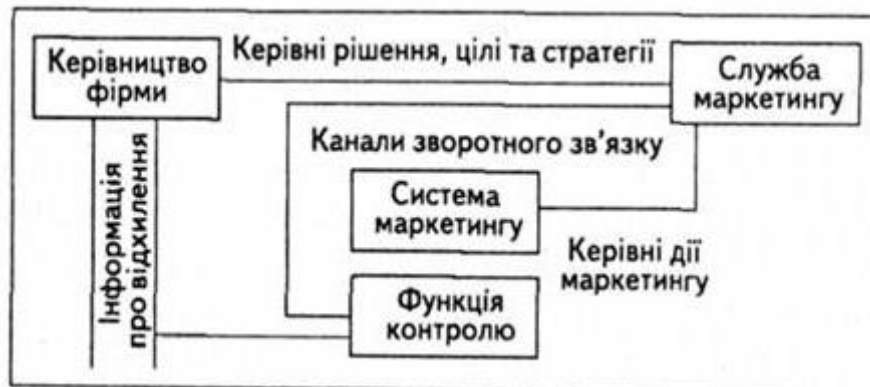 Керівництво
фірми
Керівні рішення, цілі та стратегії
Служба
маркетингу
Канали зворотного зв'язку
Система
маркетингу
Керівні дії
маркетингу
Функція
контролю
Інформація
про відхилення